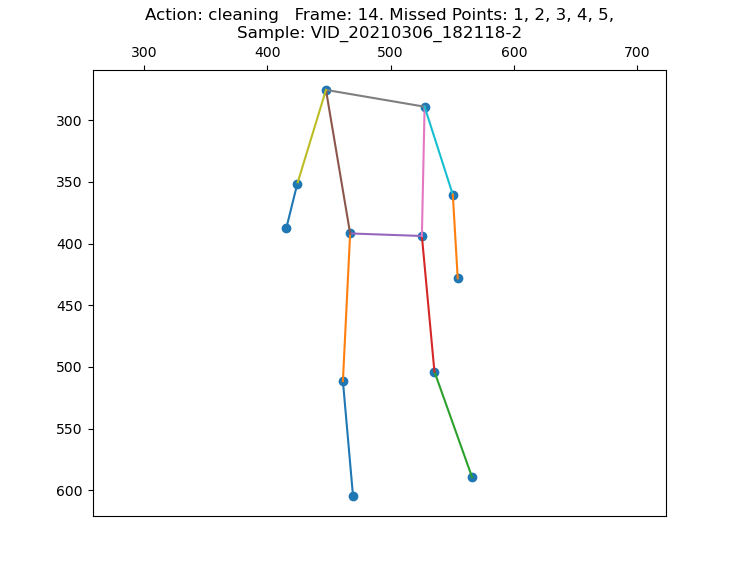 Action: cleaning   Frame: 14. Missed Points: 1, 2, 3, 4, 5,
Sample: VID_20210306_182118-2
300 400 500 600 700
300
350
400
450
500
550
600